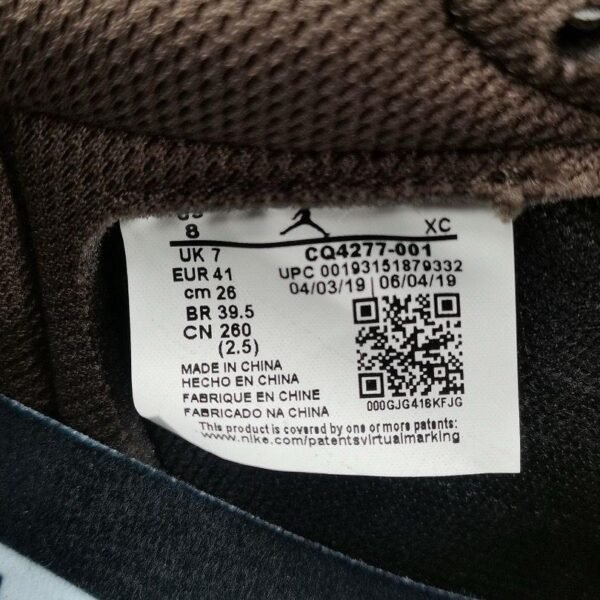 US
8
XC
UK 7
CQ4277-001
EUR 41
UPC 00193151879332
cm 26
04/03/19 06/04/19
BR 39.5
CN 260
(2.5)
MADE IN CHINA
HECHO EN CHINA
FABRIQUE EN CHINE
FABRICADO NA CHINA
000GJG416KFJG
This product is covered by one or more patents:
www.nike.com/patentsvirtualmarking